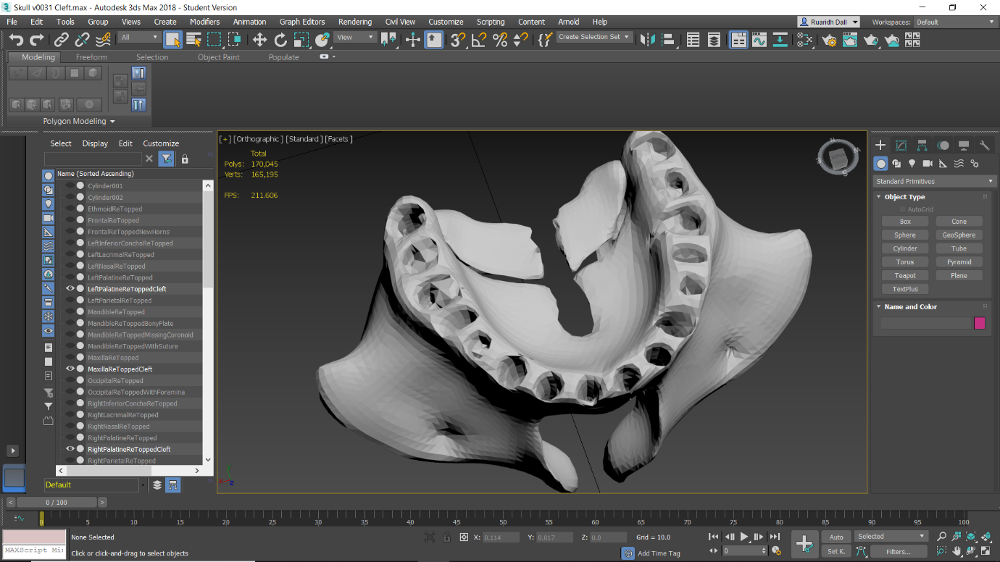 Skull v0031 Cleft.max - Autodesk 3ds Max 2018 - Student Version
File Edit Tools Group Views Create Modifiers Animation Graph Editors Rendering Civil View Customize Scripting Content Arnold Help
Ruaridh Dall
Workspaces: Default
All
View
Create Selection Set
Modeling Freeform Selection Object Paint Populate
Polygon Modeling
Select Display Edit Customize
Name (Sorted Ascending)
Cylinder001
Cylinder002
EthmoidReTopped
FrontalReTopped
FrontalReToppedNewHorns
LeftInferiorConchaReTopped
LeftLacrimalReTopped
LeftNasalReTopped
LeftPalatineReTopped
LeftPalatineReToppedCleft
LeftParietalReTopped
MandibleReTopped
MandibleReToppedBonyPlate
MandibleReToppedMissingCoronoid
MandibleReToppedWithSuture
MaxillaReTopped
MaxillaReToppedCleft
OccipitalReTopped
OccipitalReToppedWithForamina
RightInferiorConchaReTopped
RightLacrimalReTopped
RightNasalReTopped
RightPalatineReTopped
RightPalatineReToppedCleft
RightParietalReTopped
Default
[+] [Orthographic] [Standard] [Facets]
Total
Polys: 170,045
Verts: 165,195
FPS: 211.606
Standard Primitives
Object Type
AutoGrid
Box Cone
Sphere GeoSphere
Cylinder Tube
Torus Pyramid
Teapot Plane
TextPlus
Name and Color
0 / 100
0 5 10 15 20 25 30 35 40 45 50 55 60 65 70 75 80 85 90 95 100
None Selected
X: 0.114 Y: 0.017 Z: 0.0 Grid = 10.0
Auto Selected
MAXScript Mi
Click or click-and-drag to select objects
Add Time Tag
0
Set K. Filters...